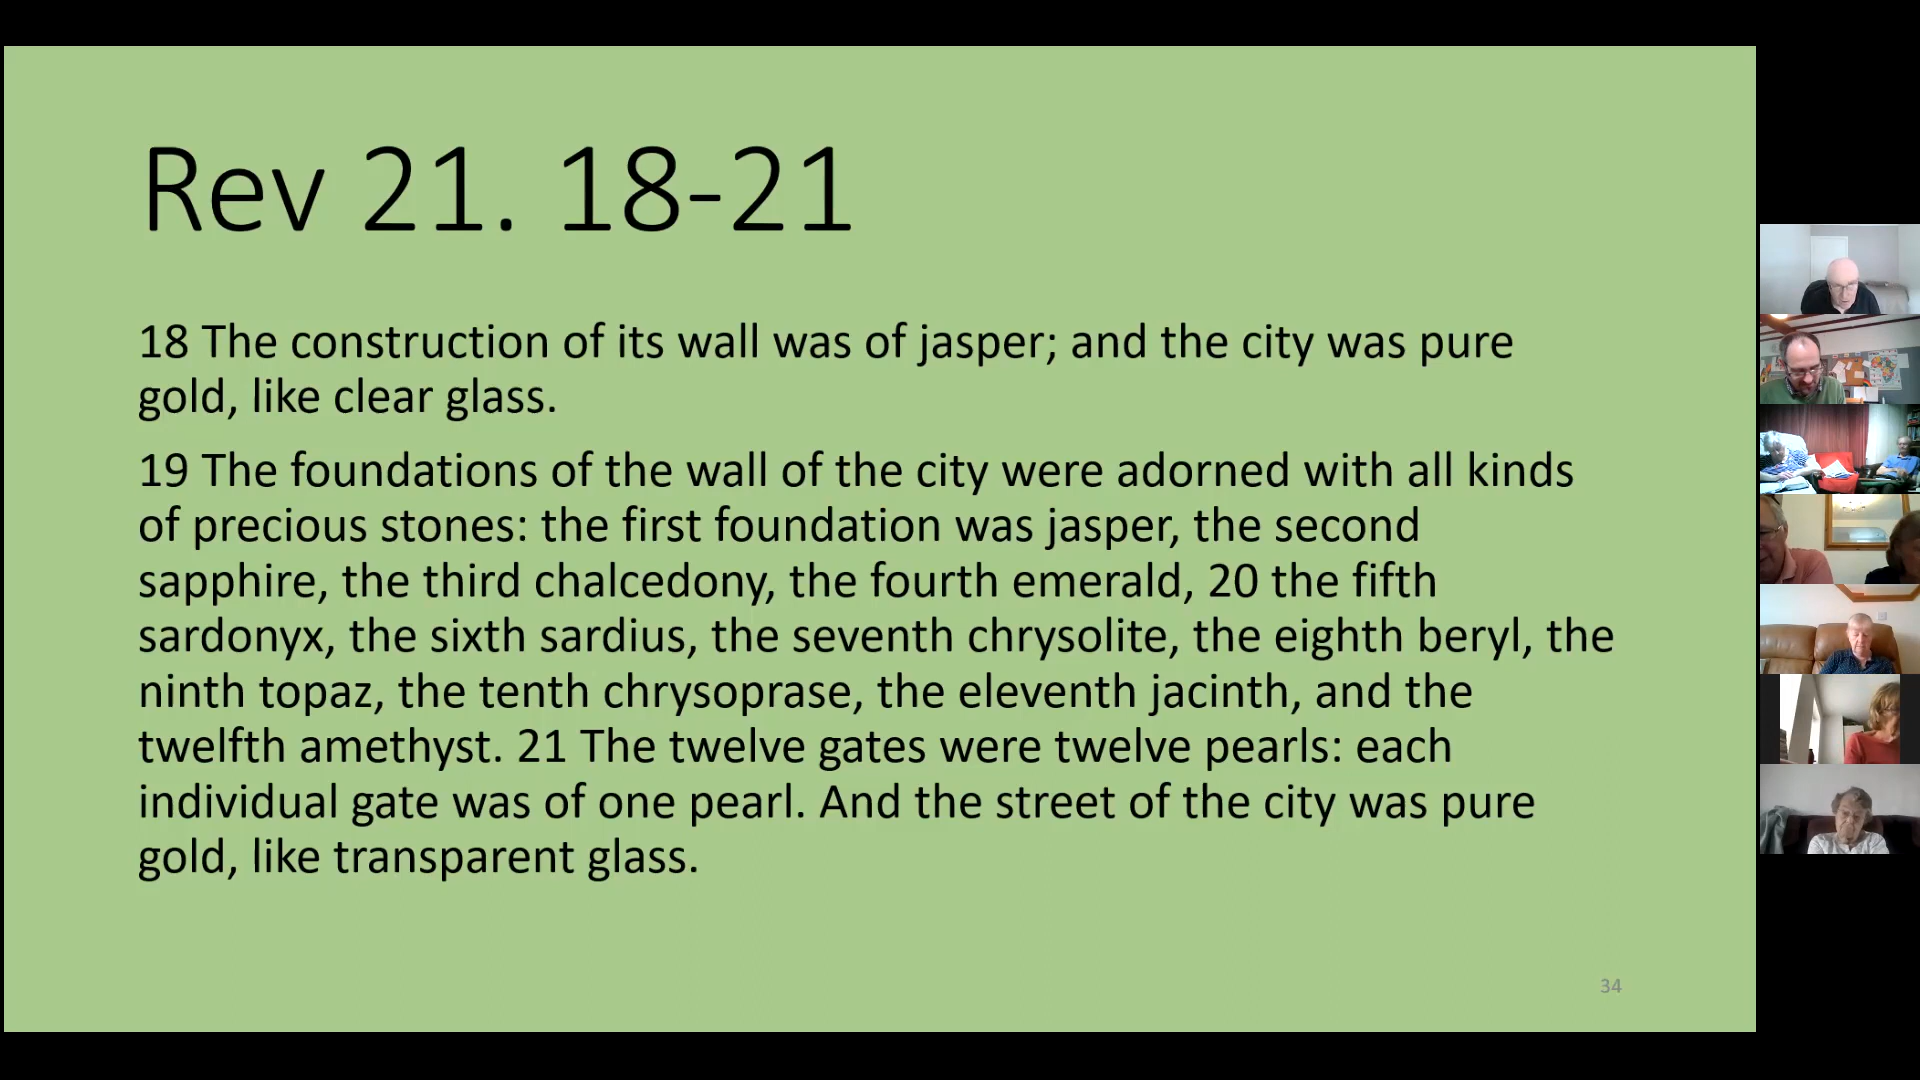 Rev 21. 18-21
18 The construction of its wall was of jasper; and the city was pure
gold, like clear glass.
19 The foundations of the wall of the city were adorned with all kinds
of precious stones: the first foundation was jasper, the second
sapphire, the third chalcedony, the fourth emerald, 20 the fifth
sardonyx, the sixth sardius, the seventh chrysolite, the eighth beryl, the
ninth topaz, the tenth chrysoprase, the eleventh jacinth, and the
twelfth amethyst. 21 The twelve gates were twelve pearls: each
individual gate was of one pearl. And the street of the city was pure
gold, like transparent glass.
34